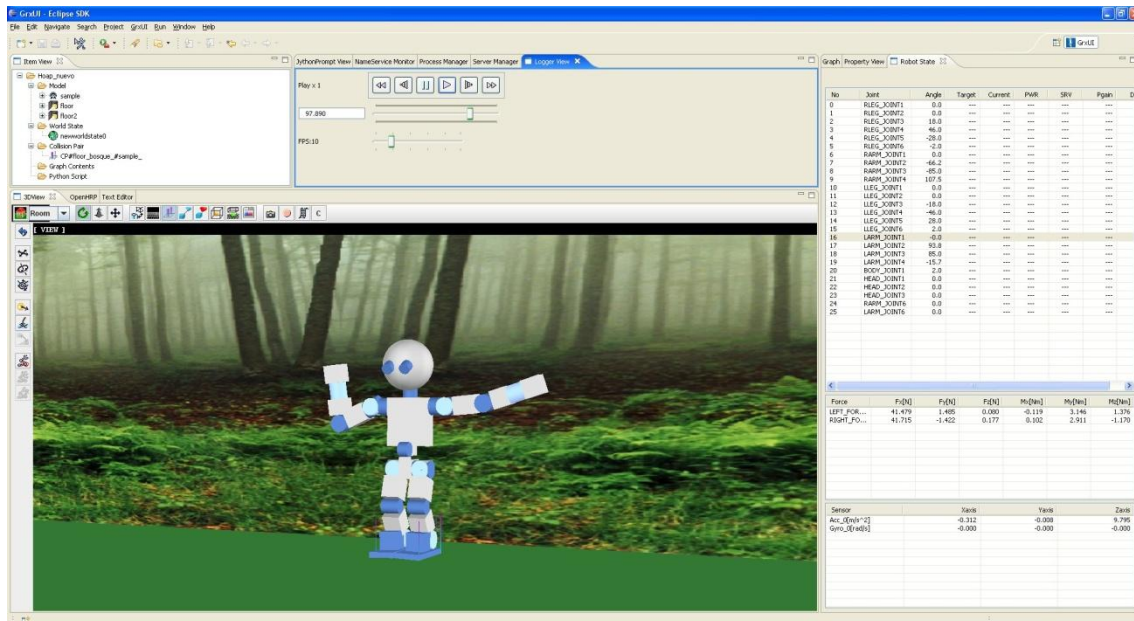 GrxUI - Eclipse SDK
File Edit Navigate Search Project GrxUI Run Window Help
GrxUI
Item View
JythonPrompt View NameService Monitor Process Manager Server Manager Logger View
Graph Property View Robot State
Hoap_nuevo
Model
sample
floor
floor2
World State
newworldstate0
Collision Pair
CP#floor_bosque_#sample_
Graph Contents
Python Script
Play x 1
97.890
FPS:10
3DView OpenHRP Text Editor
Room
C
[ VIEW ]
No Joint Angle Target Current PWR SRV Pgain D
0 RLEG_JOINT1 0.0 --- --- --- --- ---
1 RLEG_JOINT2 0.0 --- --- --- --- ---
2 RLEG_JOINT3 18.0 --- --- --- --- ---
3 RLEG_JOINT4 46.0 --- --- --- --- ---
4 RLEG_JOINT5 -28.0 --- --- --- --- ---
5 RLEG_JOINT6 -2.0 --- --- --- --- ---
6 RARM_JOINT1 0.0 --- --- --- --- ---
7 RARM_JOINT2 -66.2 --- --- --- --- ---
8 RARM_JOINT3 -85.0 --- --- --- --- ---
9 RARM_JOINT4 107.5 --- --- --- --- ---
10 LLEG_JOINT1 0.0 --- --- --- --- ---
11 LLEG_JOINT2 0.0 --- --- --- --- ---
12 LLEG_JOINT3 -18.0 --- --- --- --- ---
13 LLEG_JOINT4 -46.0 --- --- --- --- ---
14 LLEG_JOINT5 28.0 --- --- --- --- ---
15 LLEG_JOINT6 2.0 --- --- --- --- ---
16 LARM_JOINT1 -0.0 --- --- --- --- ---
17 LARM_JOINT2 93.8 --- --- --- --- ---
18 LARM_JOINT3 85.0 --- --- --- --- ---
19 LARM_JOINT4 -15.7 --- --- --- --- ---
20 BODY_JOINT1 2.0 --- --- --- --- ---
21 HEAD_JOINT1 0.0 --- --- --- --- ---
22 HEAD_JOINT2 0.0 --- --- --- --- ---
23 HEAD_JOINT3 0.0 --- --- --- --- ---
24 RARM_JOINT6 0.0 --- --- --- --- ---
25 LARM_JOINT6 0.0 --- --- --- --- ---
Force Fx[N] Fy[N] Fz[N] Mx[Nm] My[Nm] Mz[Nm]
LEFT_FOR... 41.479 1.485 0.080 -0.119 3.146 1.376
RIGHT_FO... 41.715 -1.422 0.177 0.102 2.911 -1.170
Sensor Xaxis Yaxis Zaxis
Acc_0[m/s^2] -0.312 -0.008 9.795
Gyro_0[rad/s] -0.000 -0.000 -0.000